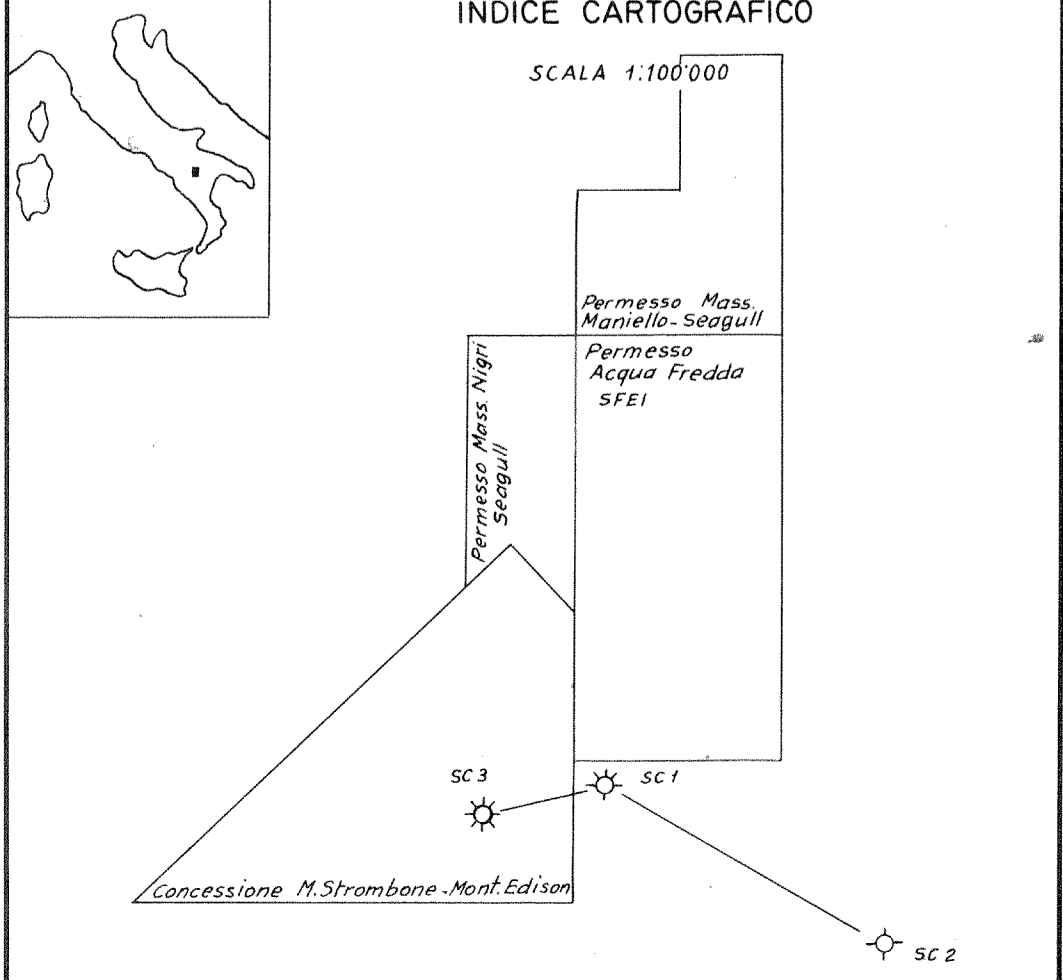 INDICE CARTOGRAFICO
SCALA 1:100'000
Permesso Mass.
Maniello-Seagull
Permesso
Acqua Fredda
SFEI
Permesso Mass. Nigri
Seagull
SC 3
SC 1
Concessione M.Strombone-Mont.Edison
SC 2